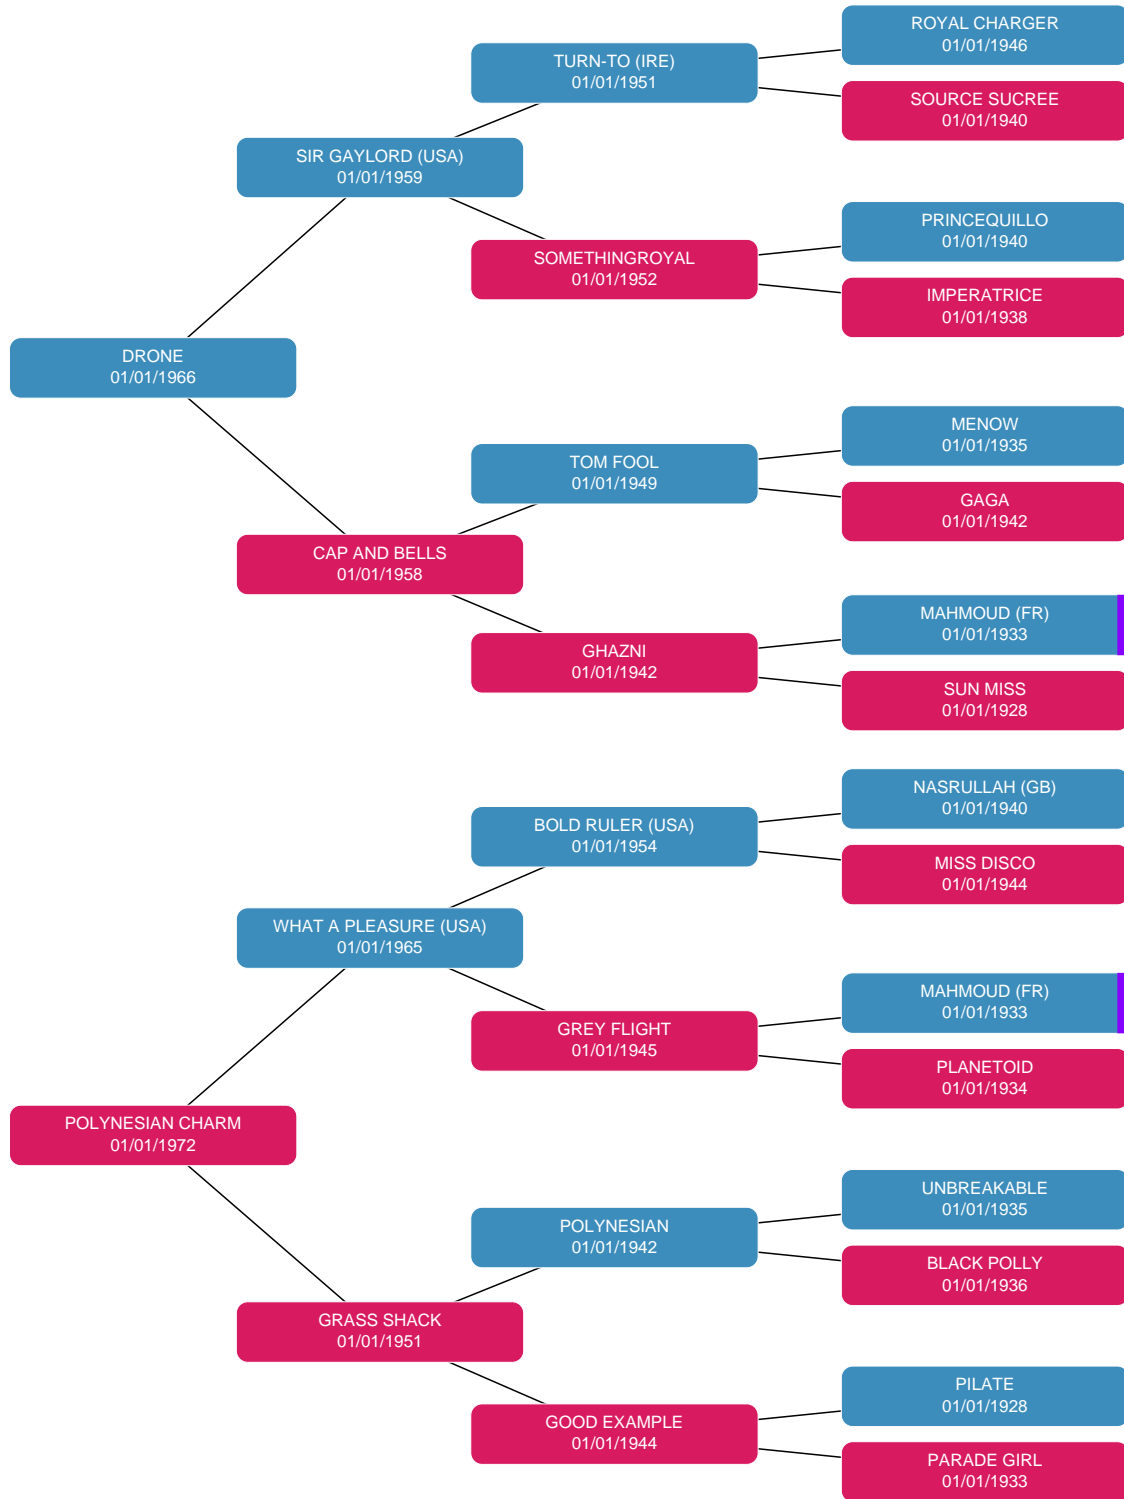 ROYAL CHARGER
01/01/1946
TURN-TO (IRE)
01/01/1951
SOURCE SUCREE
01/01/1940
SIR GAYLORD (USA)
01/01/1959
PRINCEQUILLO
01/01/1940
SOMETHINGROYAL
01/01/1952
IMPERATRICE
01/01/1938
DRONE
01/01/1966
MENOW
01/01/1935
TOM FOOL
01/01/1949
GAGA
01/01/1942
CAP AND BELLS
01/01/1958
MAHMOUD (FR)
01/01/1933
GHAZNI
01/01/1942
SUN MISS
01/01/1928
NASRULLAH (GB)
01/01/1940
BOLD RULER (USA)
01/01/1954
MISS DISCO
01/01/1944
WHAT A PLEASURE (USA)
01/01/1965
MAHMOUD (FR)
01/01/1933
GREY FLIGHT
01/01/1945
PLANETOID
01/01/1934
POLYNESIAN CHARM
01/01/1972
UNBREAKABLE
01/01/1935
POLYNESIAN
01/01/1942
BLACK POLLY
01/01/1936
GRASS SHACK
01/01/1951
PILATE
01/01/1928
GOOD EXAMPLE
01/01/1944
PARADE GIRL
01/01/1933